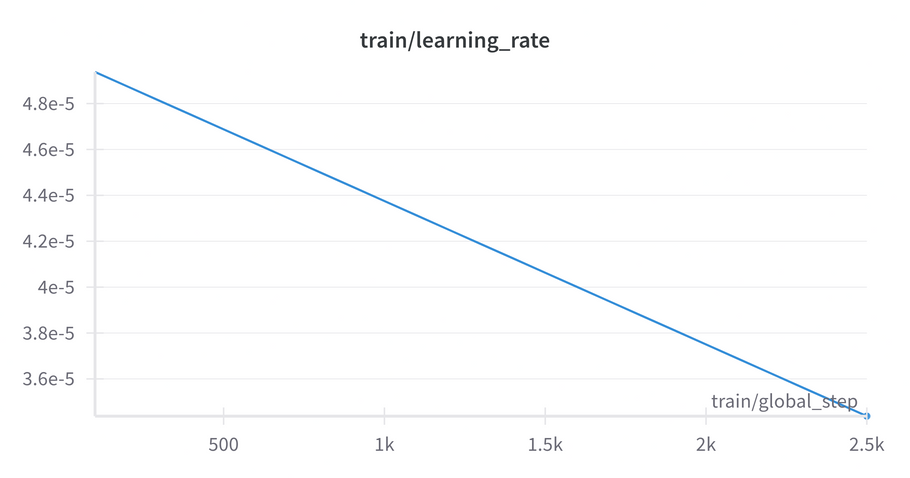 train/learning_rate
4.8e-5
4.6e-5
4.4e-5
4.2e-5
4e-5
3.8e-5
3.6e-5
train/global_step
500 1k 1.5k 2k 2.5k